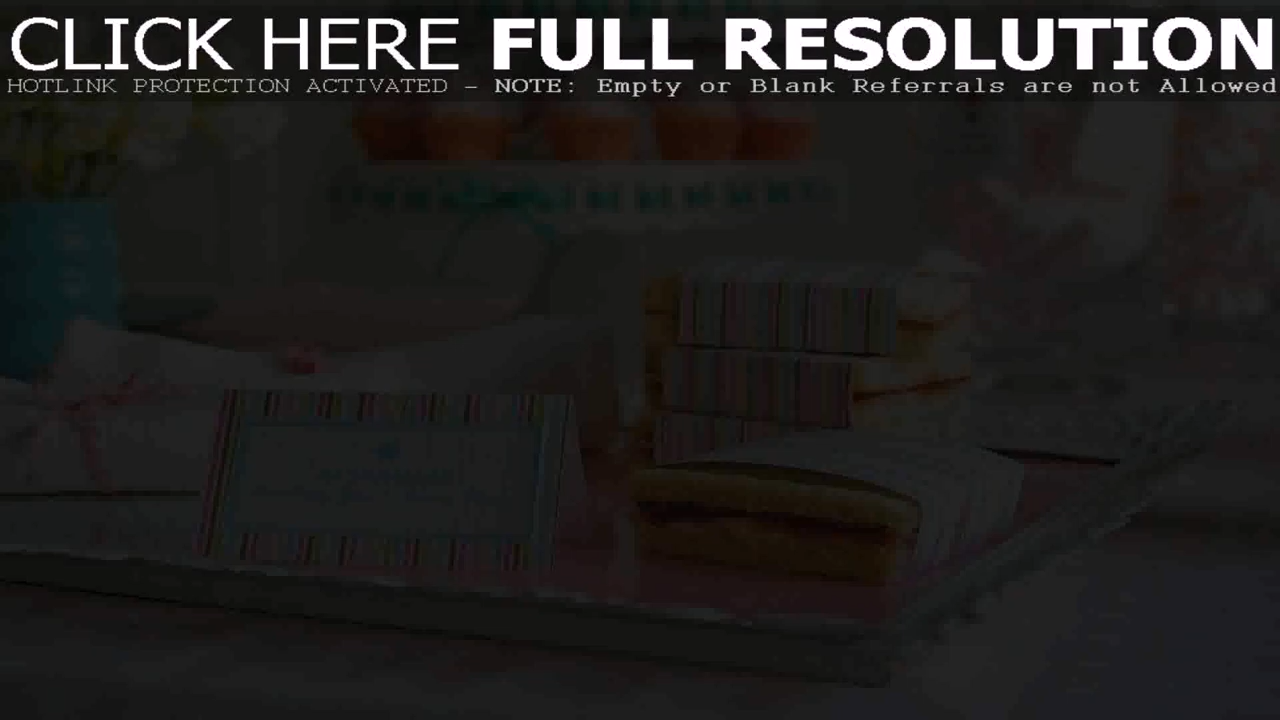 CLICK HERE FULL RESOLUTION
HOTLINK PROTECTION ACTIVATED - NOTE: Empty or Blank Referrals are not Allowed